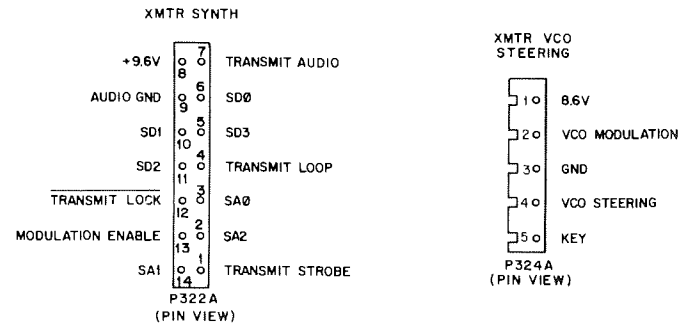 XMTR SYNTH
7
+9.6V TRANSMIT AUDIO
8
6
AUDIO GND SDØ
9
5
SD1 SD3
10
4
SD2 TRANSMIT LOOP
11
3
TRANSMIT LOCK SAØ
12
2
MODULATION ENABLE SA2
13
1
SA1 TRANSMIT STROBE
14
P322A
(PIN VIEW)
XMTR VCO
STEERING
1 8.6V
2 VCO MODULATION
3 GND
4 VCO STEERING
5 KEY
P324A
(PIN VIEW)